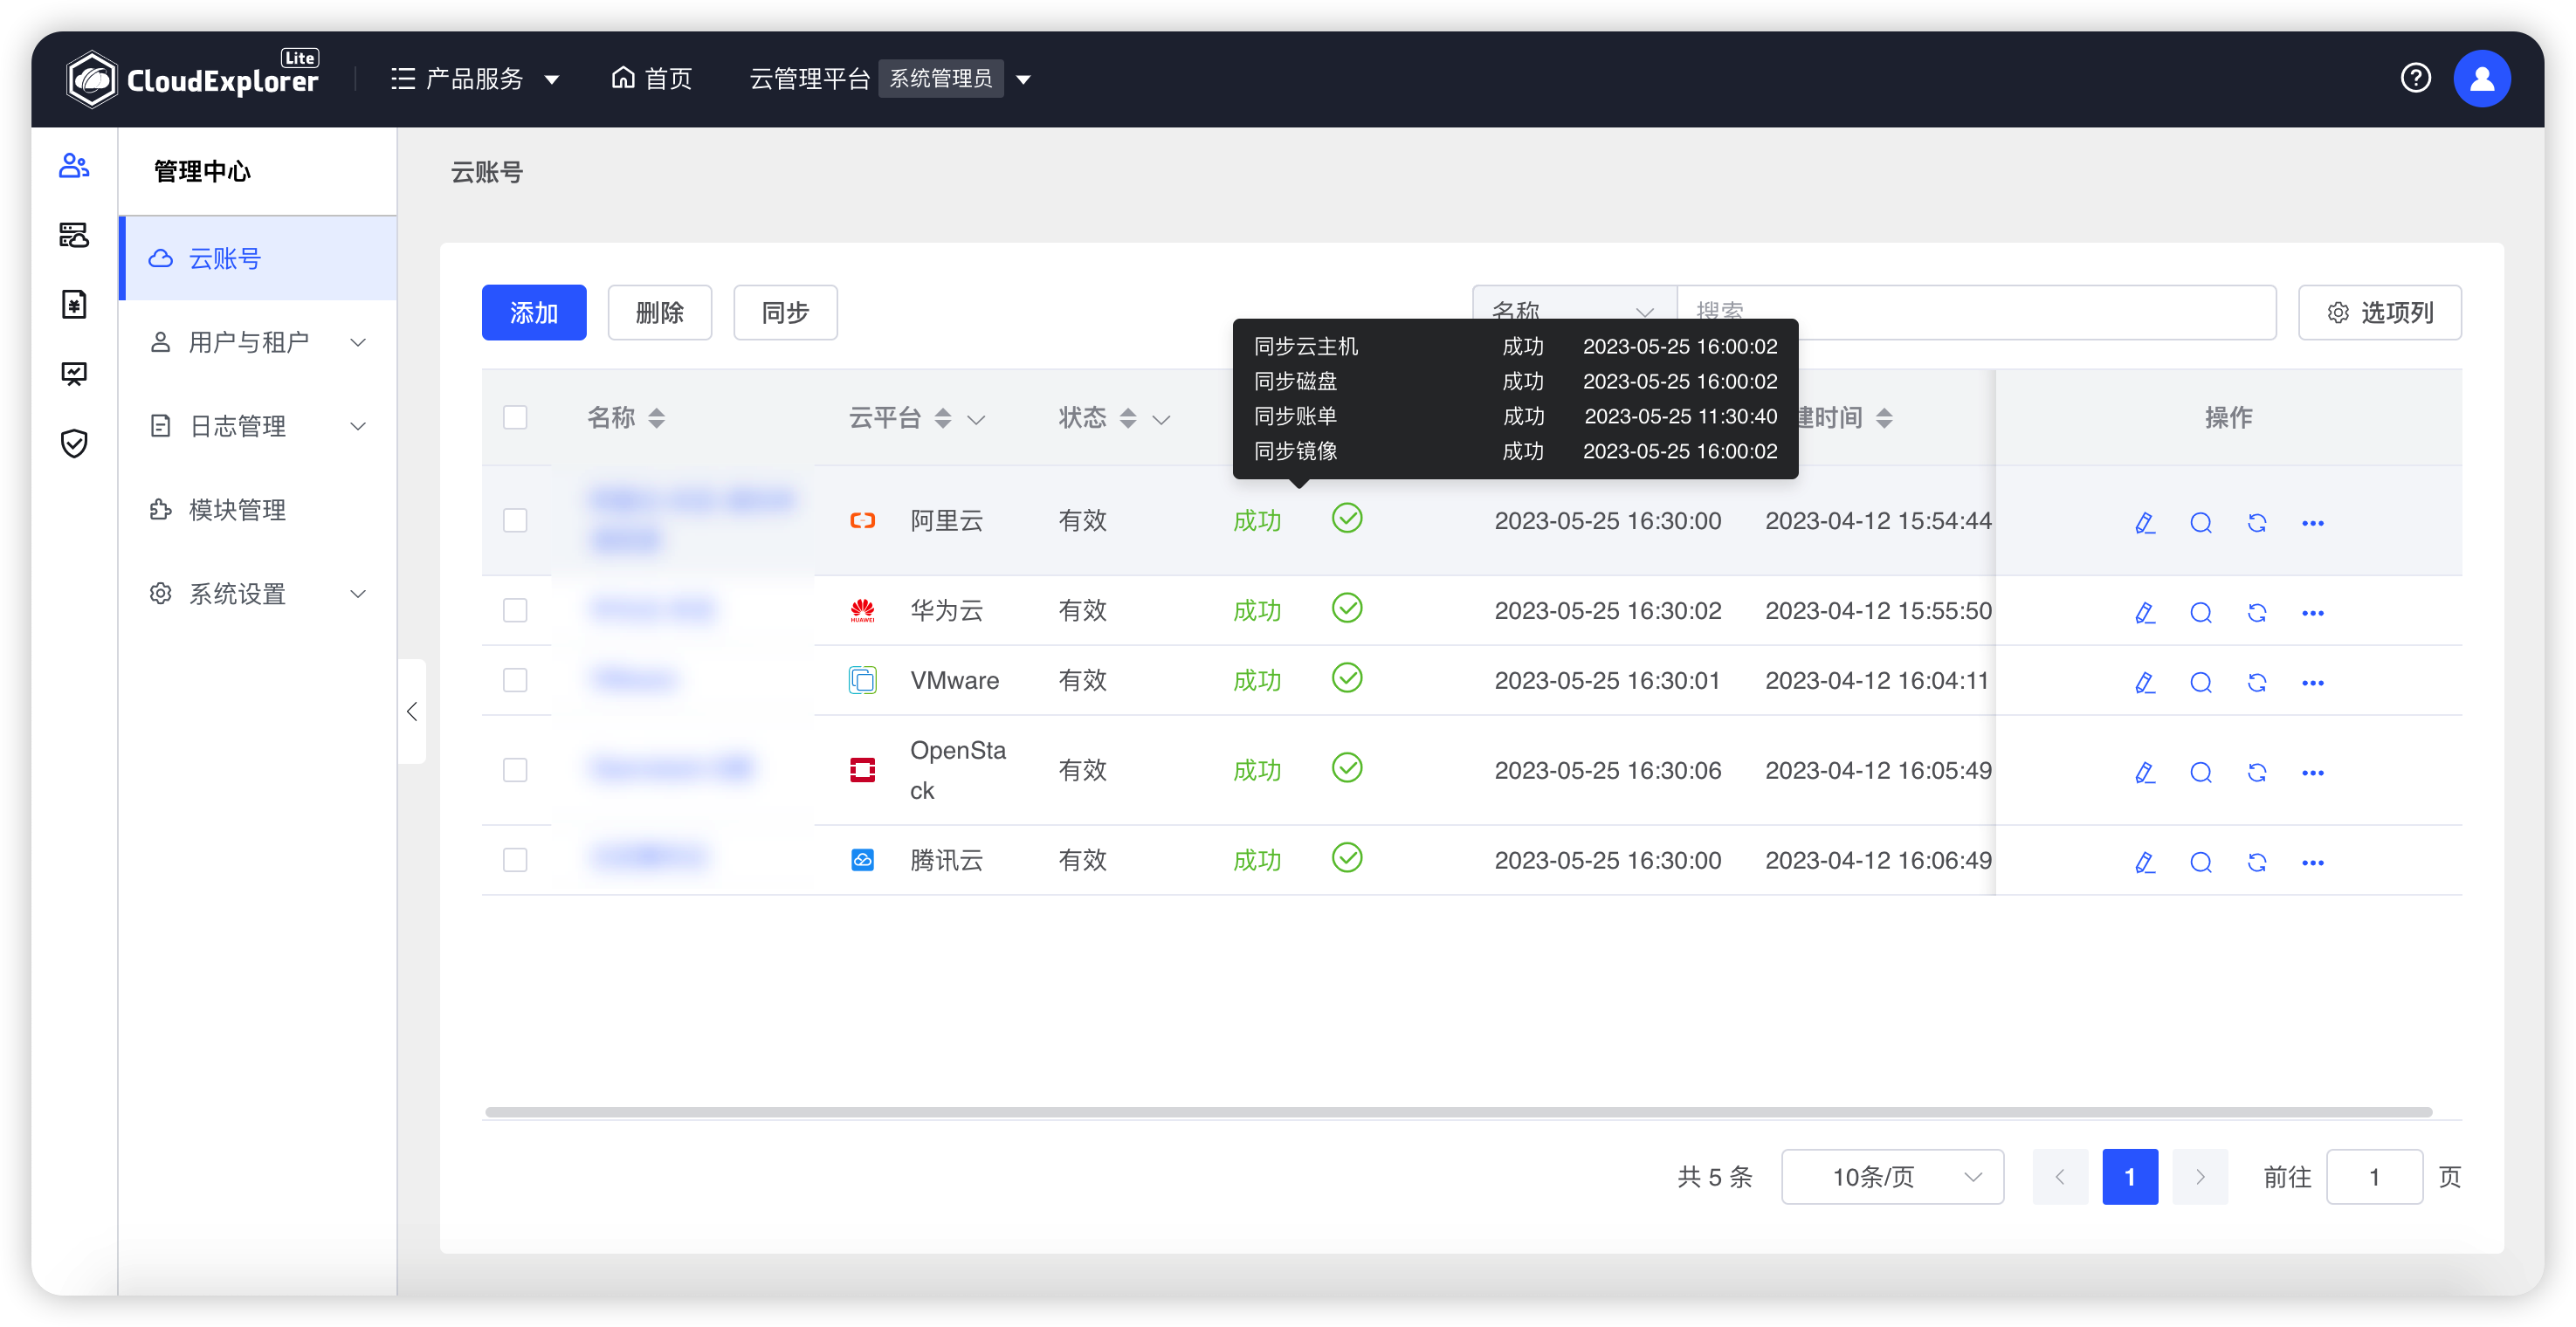 CloudExplorer Lite
产品服务
首页
云管理平台 系统管理员
管理中心
云账号
用户与租户
日志管理
模块管理
系统设置
云账号
添加 删除 同步
名称 搜索 选项列
同步云主机 成功 2023-05-25 16:00:02
同步磁盘 成功 2023-05-25 16:00:02
同步账单 成功 2023-05-25 11:30:40
同步镜像 成功 2023-05-25 16:00:02
名称 云平台 状态 建时间 操作
阿里云 有效 成功 2023-05-25 16:30:00 2023-04-12 15:54:44
HUAWEI 华为云 有效 成功 2023-05-25 16:30:02 2023-04-12 15:55:50
VMware 有效 成功 2023-05-25 16:30:01 2023-04-12 16:04:11
OpenSta
ck 有效 成功 2023-05-25 16:30:06 2023-04-12 16:05:49
腾讯云 有效 成功 2023-05-25 16:30:00 2023-04-12 16:06:49
共 5 条 10条/页 1 前往 1 页